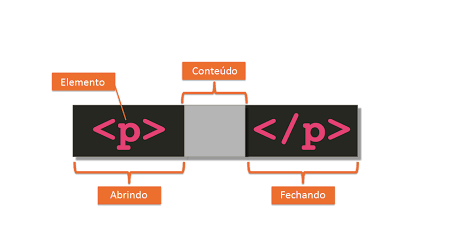 Conteúdo
Elemento
<p> </p>
Abrindo
Fechando